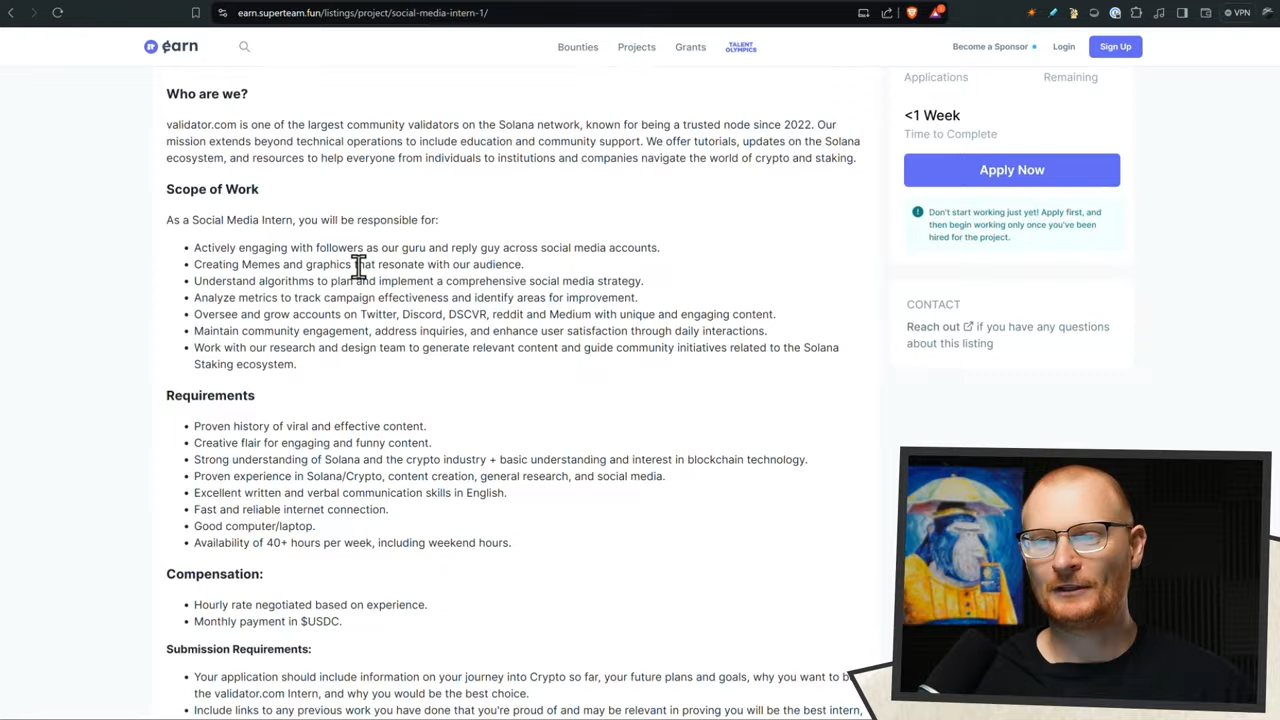 earn.superteam.fun/listings/project/social-media-intern-1/
VPN
earn
Bounties
Projects
Grants
TALENT
OLYMPICS
Become a Sponsor
Login
Sign Up
Who are we?
validator.com is one of the largest community validators on the Solana network, known for being a trusted node since 2022. Our
mission extends beyond technical operations to include education and community support. We offer tutorials, updates on the Solana
ecosystem, and resources to help everyone from individuals to institutions and companies navigate the world of crypto and staking.
Scope of Work
As a Social Media Intern, you will be responsible for:
• Actively engaging with followers as our guru and reply guy across social media accounts.
• Creating Memes and graphics that resonate with our audience.
• Understand algorithms to plan and implement a comprehensive social media strategy.
• Analyze metrics to track campaign effectiveness and identify areas for improvement.
• Oversee and grow accounts on Twitter, Discord, DSCVR, reddit and Medium with unique and engaging content.
• Maintain community engagement, address inquiries, and enhance user satisfaction through daily interactions.
• Work with our research and design team to generate relevant content and guide community initiatives related to the Solana
Staking ecosystem.
Requirements
• Proven history of viral and effective content.
• Creative flair for engaging and funny content.
• Strong understanding of Solana and the crypto industry + basic understanding and interest in blockchain technology.
• Proven experience in Solana/Crypto, content creation, general research, and social media.
• Excellent written and verbal communication skills in English.
• Fast and reliable internet connection.
• Good computer/laptop.
• Availability of 40+ hours per week, including weekend hours.
Compensation:
• Hourly rate negotiated based on experience.
• Monthly payment in $USDC.
Submission Requirements:
• Your application should include information on your journey into Crypto so far, your future plans and goals, why you want to
the validator.com Intern, and why you would be the best choice.
• Include links to any previous work you have done that you're proud of and may be relevant in proving you will be the best intern,
Applications
Remaining
<1 Week
Time to Complete
Apply Now
Don't start working just yet! Apply first, and
then begin working only once you've been
hired for the project.
CONTACT
Reach out if you have any questions
about this listing